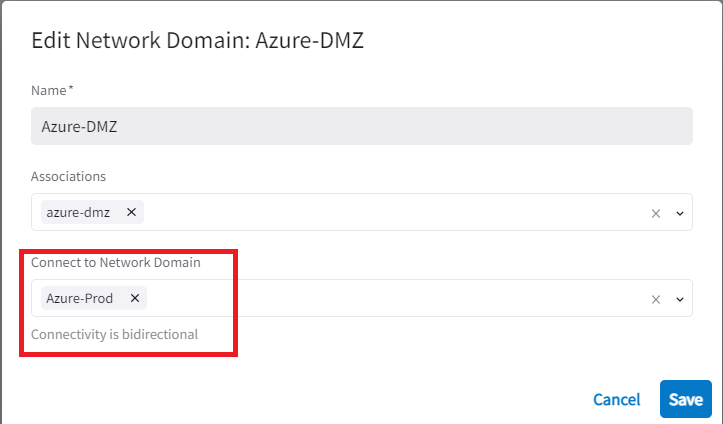 Edit Network Domain: Azure-DMZ
Name*
Azure-DMZ
Associations
azure-dmz
Connect to Network Domain
Azure-Prod
Connectivity is bidirectional
Cancel Save